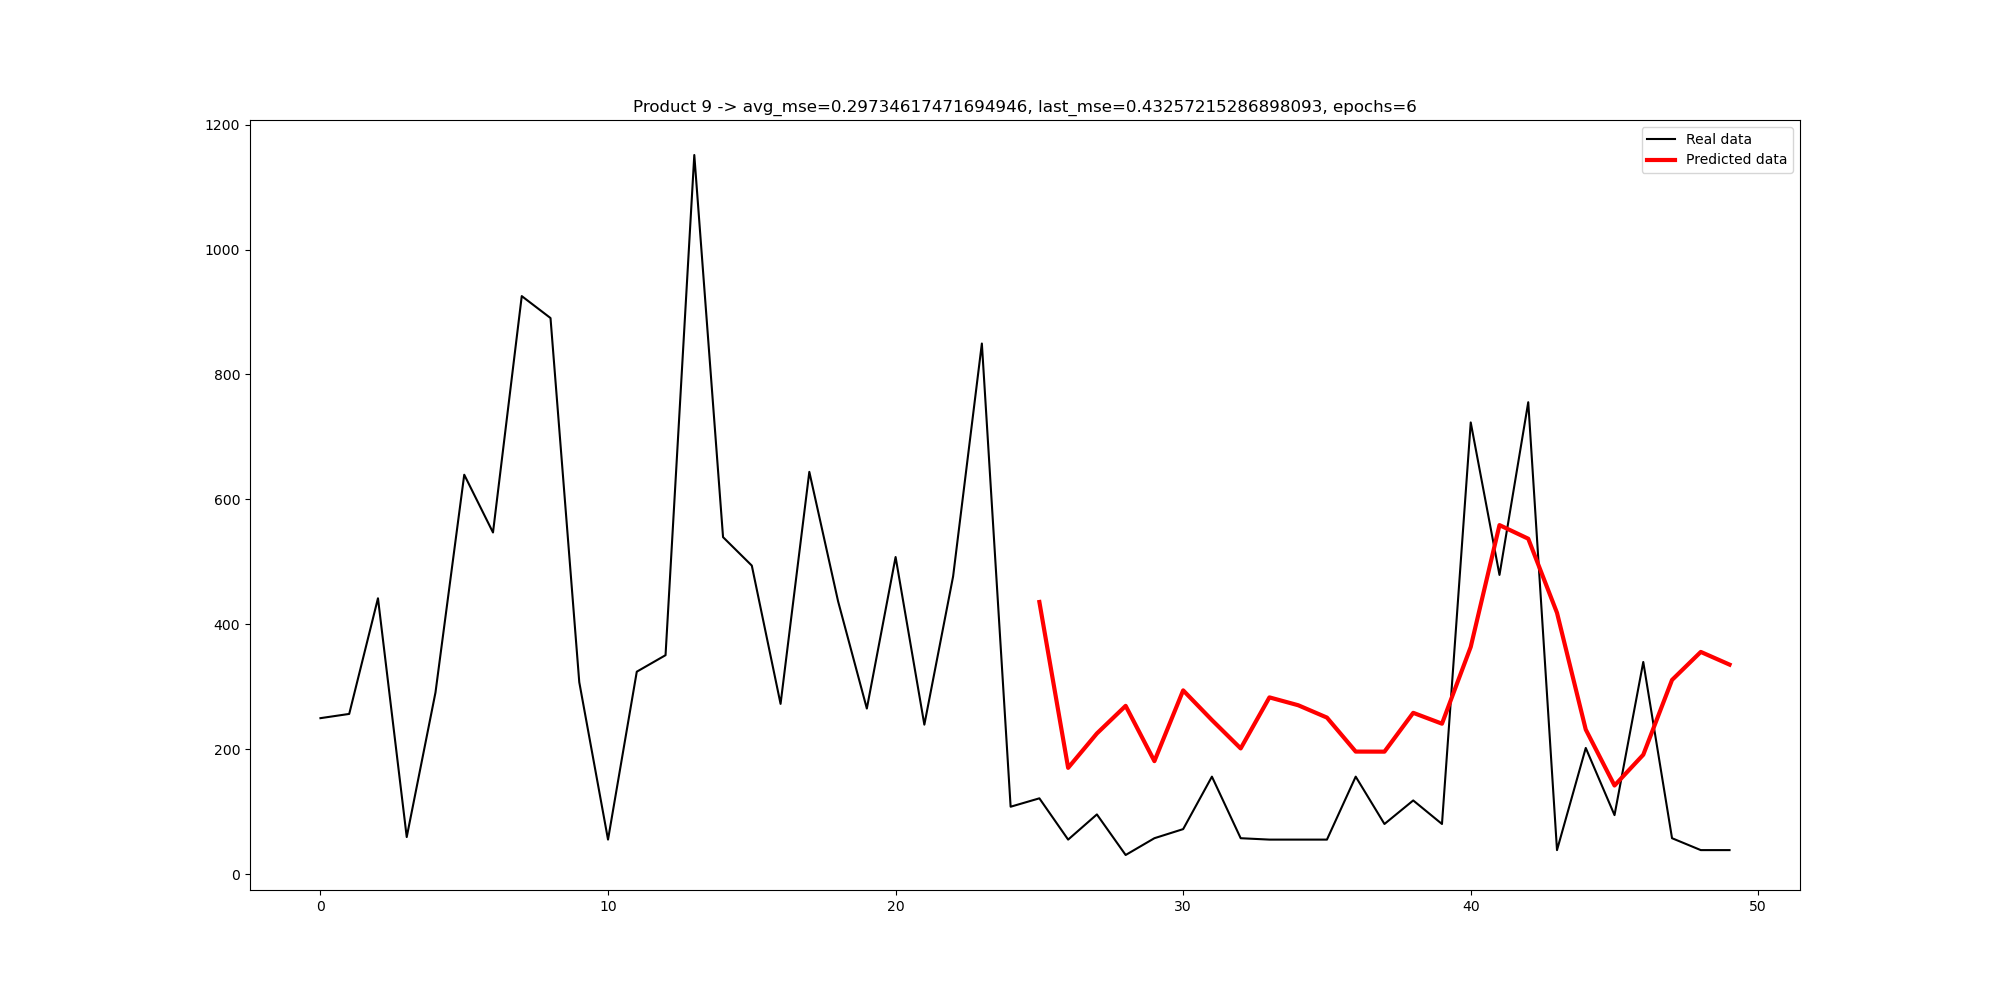 Product 9 -> avg_mse=0.29734617471694946, last_mse=0.43257215286898093, epochs=6
Real data
Predicted data
1200
1000
800
600
400
200
0
0 10 20 30 40 50